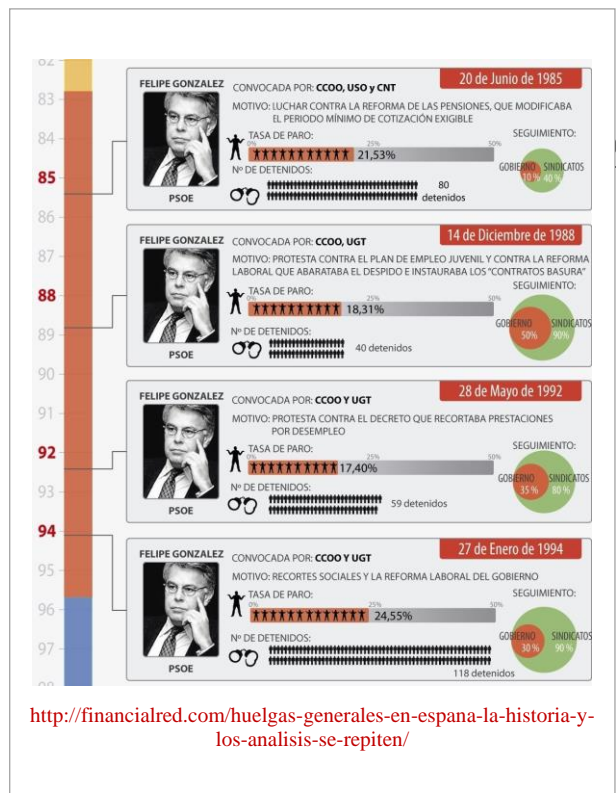 82
83
84
85
86
87
88
89
90
91
92
93
94
95
96
97
98
20 de Junio de 1985
FELIPE GONZALEZ
PSOE
CONVOCADA POR: CCOO, USO y CNT
MOTIVO: LUCHAR CONTRA LA REFORMA DE LAS PENSIONES, QUE MODIFICABA
EL PERIODO MÍNIMO DE COTIZACIÓN EXIGIBLE
TASA DE PARO:
0% 25% 50%
21,53%
Nº DE DETENIDOS:
80
detenidos
SEGUIMIENTO:
GOBIERNO SINDICATOS
10 % 40 %
14 de Diciembre de 1988
FELIPE GONZALEZ
PSOE
CONVOCADA POR: CCOO, UGT
MOTIVO: PROTESTA CONTRA EL PLAN DE EMPLEO JUVENIL Y CONTRA LA REFORMA
LABORAL QUE ABARATABA EL DESPIDO E INSTAURABA LOS "CONTRATOS BASURA"
TASA DE PARO:
0% 25% 50%
18,31%
Nº DE DETENIDOS:
40 detenidos
SEGUIMIENTO:
GOBIERNO SINDICATOS
50% 90%
28 de Mayo de 1992
FELIPE GONZALEZ
PSOE
CONVOCADA POR: CCOO Y UGT
MOTIVO: PROTESTA CONTRA EL DECRETO QUE RECORTABA PRESTACIONES
POR DESEMPLEO
TASA DE PARO:
0% 25% 50%
17,40%
Nº DE DETENIDOS:
59 detenidos
SEGUIMIENTO:
GOBIERNO SINDICATOS
35 % 80 %
27 de Enero de 1994
FELIPE GONZALEZ
PSOE
CONVOCADA POR: CCOO Y UGT
MOTIVO: RECORTES SOCIALES Y LA REFORMA LABORAL DEL GOBIERNO
TASA DE PARO:
0% 25% 50%
24,55%
Nº DE DETENIDOS:
118 detenidos
SEGUIMIENTO:
GOBIERNO SINDICATOS
30 % 90 %
http://financialred.com/huelgas-generales-en-espana-la-historia-y-
los-analisis-se-repiten/